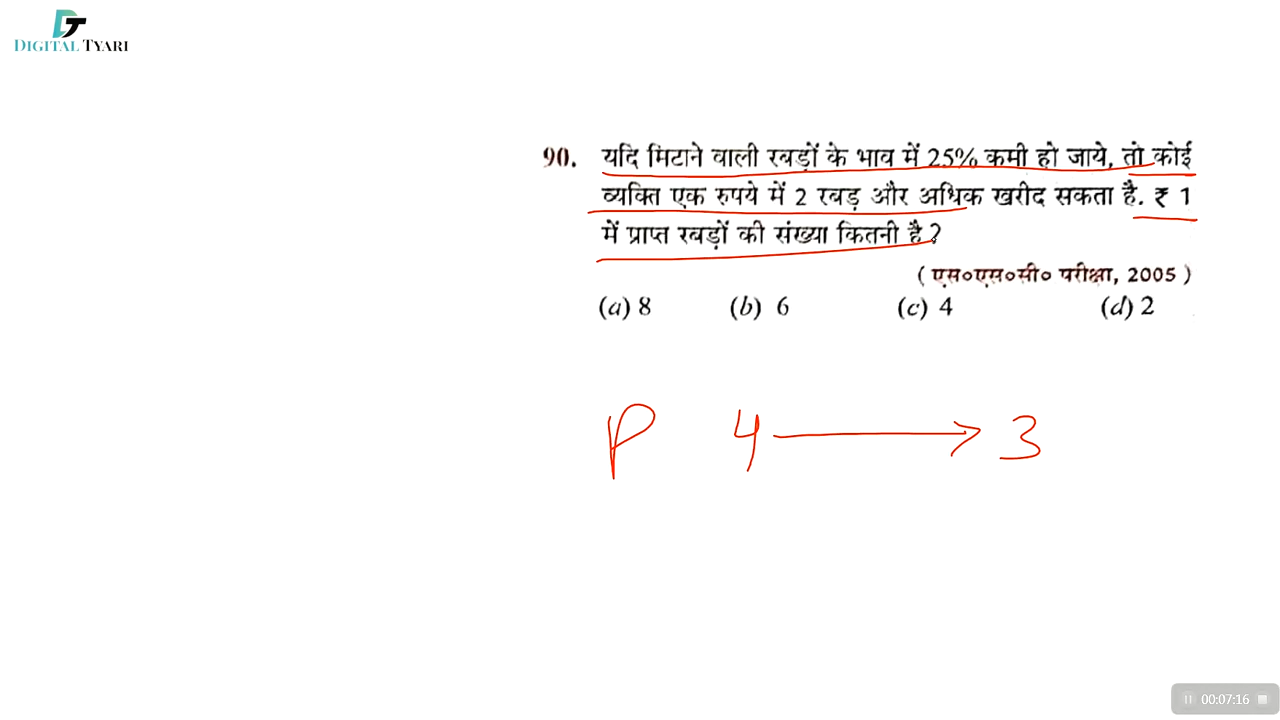 DIGITAL TYARI
90. यदि मिटाने वाली रबड़ों के भाव में 25% कमी हो जाये, तो कोई
व्यक्ति एक रुपये में 2 रबड़ और अधिक खरीद सकता है. ₹ 1
में प्राप्त रबड़ों की संख्या कितनी है?
( एस०एस०सी० परीक्षा, 2005 )
(a) 8 (b) 6 (c) 4 (d) 2
P 4 → 3
00:07:16